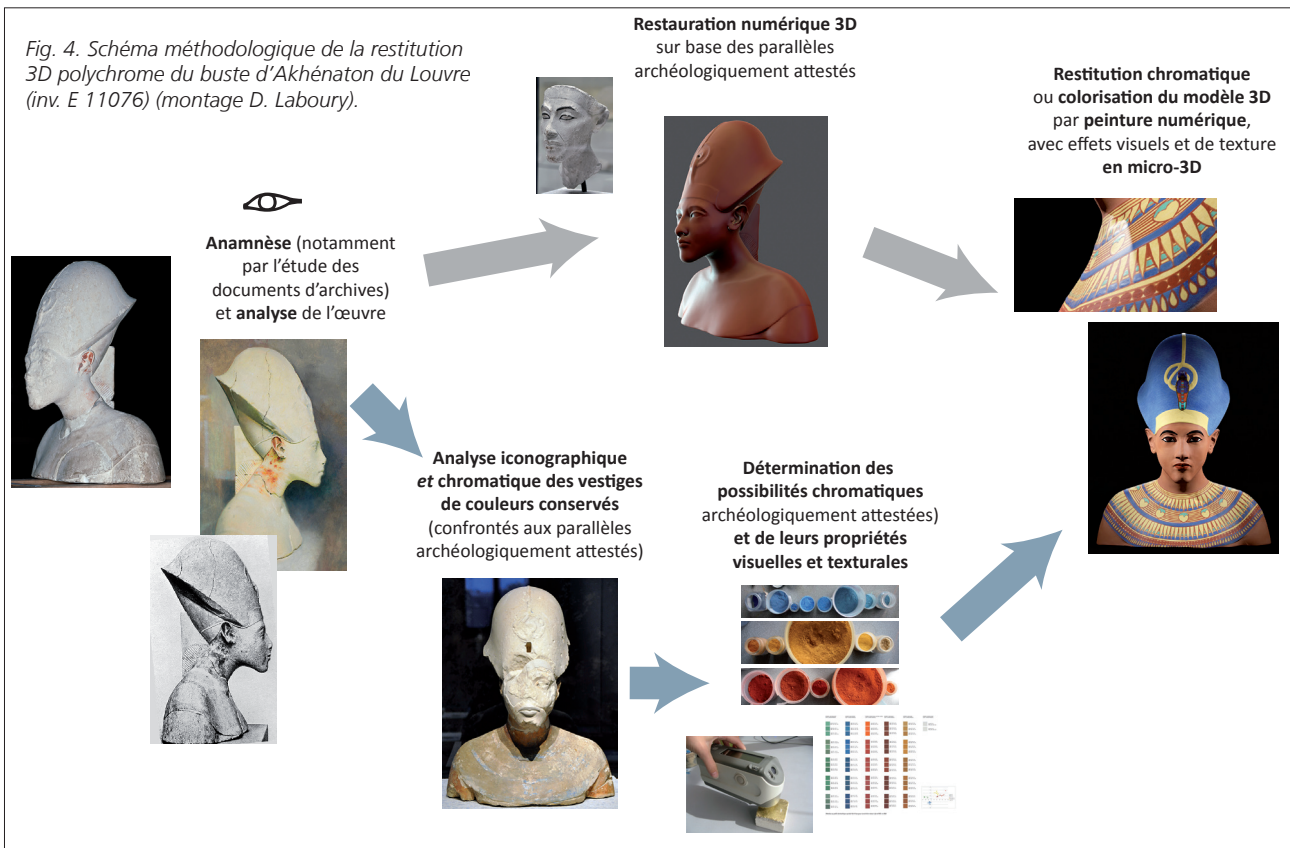 Fig. 4. Schéma méthodologique de la restitution
3D polychrome du buste d'Akhénaton du Louvre
(inv. E 11076) (montage D. Laboury).
Anamnèse (notamment
par l'étude des
documents d'archives)
et analyse de l'œuvre
Restauration numérique 3D
sur base des parallèles
archéologiquement attestés
Restitution chromatique
ou colorisation du modèle 3D
par peinture numérique,
avec effets visuels et de texture
en micro-3D
Analyse iconographique
et chromatique des vestiges
de couleurs conservés
(confrontés aux parallèles
archéologiquement attestés)
Détermination des
possibilités chromatiques
archéologiquement attestées)
et de leurs propriétés
visuelles et texturales